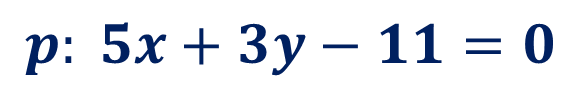 p: 5x + 3y − 11 = 0